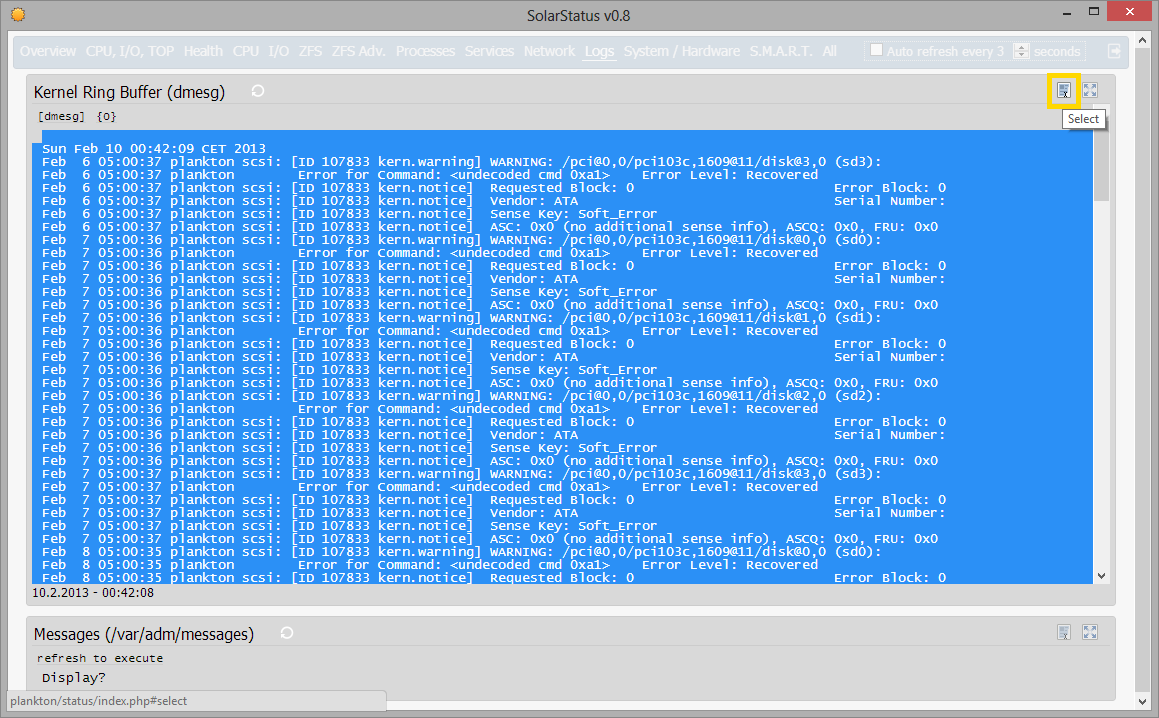 SolarStatus v0.8
Overview CPU, I/O, TOP Health CPU I/O ZFS ZFS Adv. Processes Services Network Logs System / Hardware S.M.A.R.T. All Auto refresh every 3 seconds
Kernel Ring Buffer (dmesg)
[dmesg] {0}
Select
Sun Feb 10 00:42:09 CET 2013
Feb  6 05:00:37 plankton scsi: [ID 107833 kern.warning] WARNING: /pci@0,0/pci103c,1609@11/disk@3,0 (sd3):
Feb  6 05:00:37 plankton        Error for Command: <undecoded cmd 0xa1>    Error Level: Recovered
Feb  6 05:00:37 plankton scsi: [ID 107833 kern.notice]  Requested Block: 0                         Error Block: 0
Feb  6 05:00:37 plankton scsi: [ID 107833 kern.notice]  Vendor: ATA                                Serial Number:
Feb  6 05:00:37 plankton scsi: [ID 107833 kern.notice]  Sense Key: Soft_Error
Feb  6 05:00:37 plankton scsi: [ID 107833 kern.notice]  ASC: 0x0 (no additional sense info), ASCQ: 0x0, FRU: 0x0
Feb  7 05:00:36 plankton scsi: [ID 107833 kern.warning] WARNING: /pci@0,0/pci103c,1609@11/disk@0,0 (sd0):
Feb  7 05:00:36 plankton        Error for Command: <undecoded cmd 0xa1>    Error Level: Recovered
Feb  7 05:00:36 plankton scsi: [ID 107833 kern.notice]  Requested Block: 0                         Error Block: 0
Feb  7 05:00:36 plankton scsi: [ID 107833 kern.notice]  Vendor: ATA                                Serial Number:
Feb  7 05:00:36 plankton scsi: [ID 107833 kern.notice]  Sense Key: Soft_Error
Feb  7 05:00:36 plankton scsi: [ID 107833 kern.notice]  ASC: 0x0 (no additional sense info), ASCQ: 0x0, FRU: 0x0
Feb  7 05:00:36 plankton scsi: [ID 107833 kern.warning] WARNING: /pci@0,0/pci103c,1609@11/disk@1,0 (sd1):
Feb  7 05:00:36 plankton        Error for Command: <undecoded cmd 0xa1>    Error Level: Recovered
Feb  7 05:00:36 plankton scsi: [ID 107833 kern.notice]  Requested Block: 0                         Error Block: 0
Feb  7 05:00:36 plankton scsi: [ID 107833 kern.notice]  Vendor: ATA                                Serial Number:
Feb  7 05:00:36 plankton scsi: [ID 107833 kern.notice]  Sense Key: Soft_Error
Feb  7 05:00:36 plankton scsi: [ID 107833 kern.notice]  ASC: 0x0 (no additional sense info), ASCQ: 0x0, FRU: 0x0
Feb  7 05:00:36 plankton scsi: [ID 107833 kern.warning] WARNING: /pci@0,0/pci103c,1609@11/disk@2,0 (sd2):
Feb  7 05:00:36 plankton        Error for Command: <undecoded cmd 0xa1>    Error Level: Recovered
Feb  7 05:00:36 plankton scsi: [ID 107833 kern.notice]  Requested Block: 0                         Error Block: 0
Feb  7 05:00:36 plankton scsi: [ID 107833 kern.notice]  Vendor: ATA                                Serial Number:
Feb  7 05:00:36 plankton scsi: [ID 107833 kern.notice]  Sense Key: Soft_Error
Feb  7 05:00:36 plankton scsi: [ID 107833 kern.notice]  ASC: 0x0 (no additional sense info), ASCQ: 0x0, FRU: 0x0
Feb  7 05:00:37 plankton scsi: [ID 107833 kern.warning] WARNING: /pci@0,0/pci103c,1609@11/disk@3,0 (sd3):
Feb  7 05:00:37 plankton        Error for Command: <undecoded cmd 0xa1>    Error Level: Recovered
Feb  7 05:00:37 plankton scsi: [ID 107833 kern.notice]  Requested Block: 0                         Error Block: 0
Feb  7 05:00:37 plankton scsi: [ID 107833 kern.notice]  Vendor: ATA                                Serial Number:
Feb  7 05:00:37 plankton scsi: [ID 107833 kern.notice]  Sense Key: Soft_Error
Feb  7 05:00:37 plankton scsi: [ID 107833 kern.notice]  ASC: 0x0 (no additional sense info), ASCQ: 0x0, FRU: 0x0
Feb  8 05:00:35 plankton scsi: [ID 107833 kern.warning] WARNING: /pci@0,0/pci103c,1609@11/disk@0,0 (sd0):
Feb  8 05:00:35 plankton        Error for Command: <undecoded cmd 0xa1>    Error Level: Recovered
Feb  8 05:00:35 plankton scsi: [ID 107833 kern.notice]  Requested Block: 0                         Error Block: 0
10.2.2013 - 00:42:08
Messages (/var/adm/messages)
refresh to execute
Display?
plankton/status/index.php#select